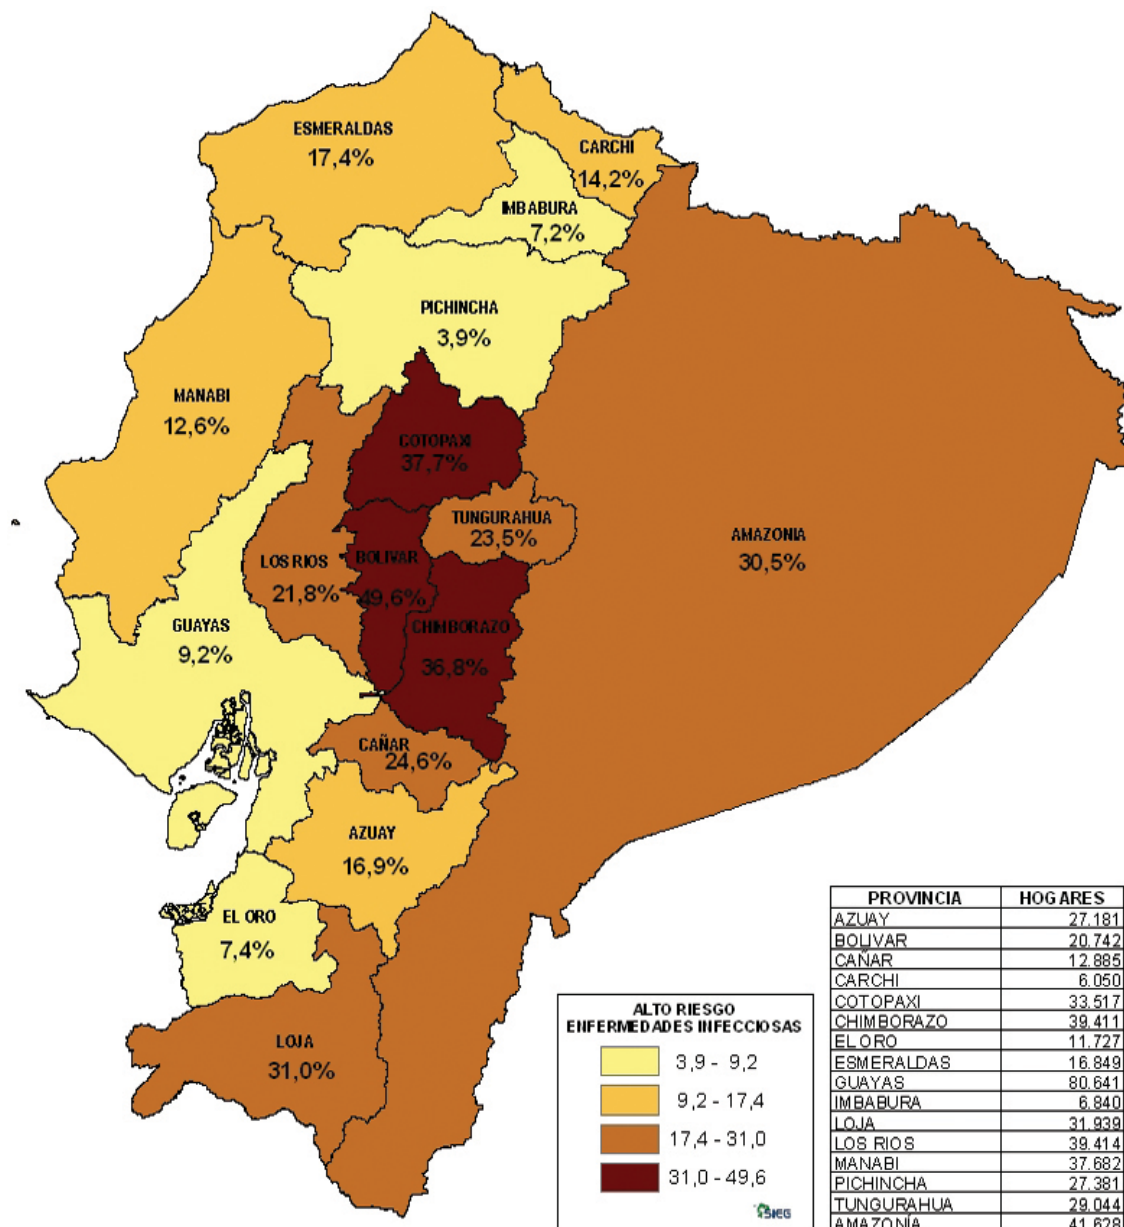 ESMERALDAS
17,4%
CARCHI
14,2%
IMBABURA
7,2%
PICHINCHA
3,9%
MANABI
12,6%
COTOPAXI
37,7%
TUNGURAHUA
23,5%
AMAZONIA
30,5%
LOS RIOS
21,8%
BOLIVAR
49,6%
GUAYAS
9,2%
CHIMBORAZO
36,8%
CAÑAR
24,6%
AZUAY
16,9%
EL ORO
7,4%
LOJA
31,0%
ALTO RIESGO
ENFERMEDADES INFECCIOSAS
3,9 - 9,2
9,2 - 17,4
17,4 - 31,0
31,0 - 49,6
SIEG
PROVINCIA HOGARES
AZUAY 27.181
BOLIVAR 20.742
CAÑAR 12.885
CARCHI 6.050
COTOPAXI 33.517
CHIMBORAZO 39.411
EL ORO 11.727
ESMERALDAS 16.849
GUAYAS 80.641
IMBABURA 6.840
LOJA 31.939
LOS RIOS 39.414
MANABI 37.682
PICHINCHA 27.381
TUNGURAHUA 29.044
AMAZONÍA 41.628